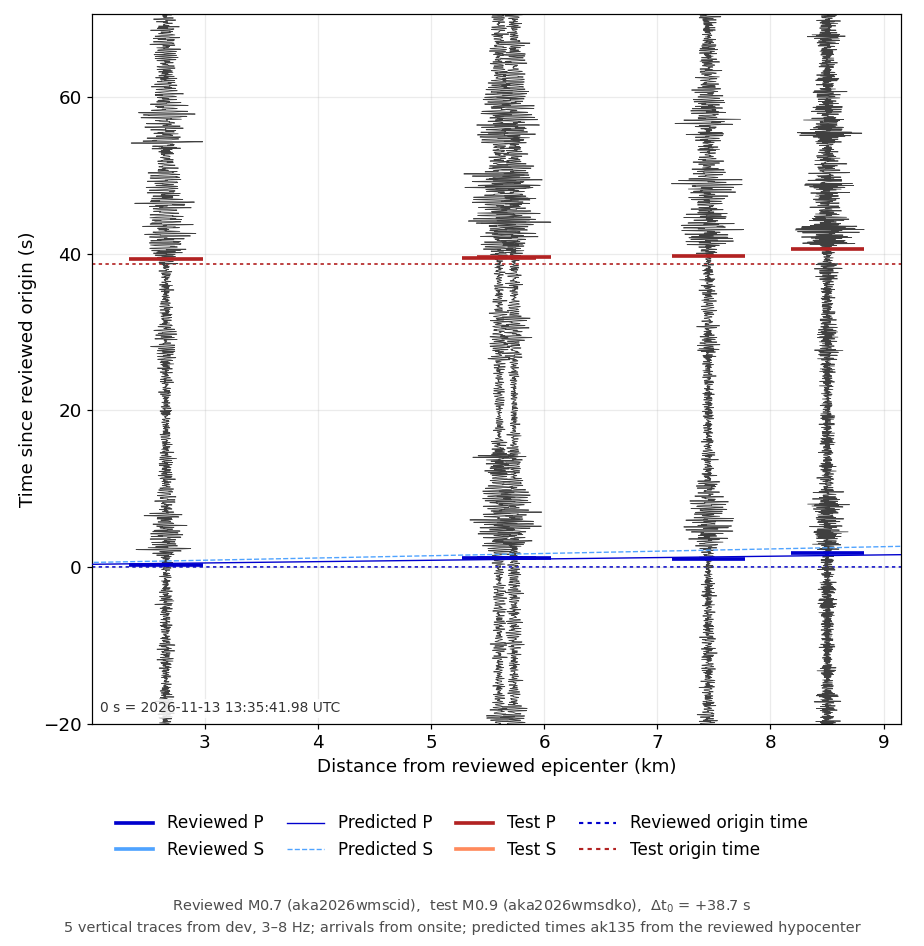 60
40
20
0
−20
Time since reviewed origin (s)
0 s = 2026-11-13 13:35:41.98 UTC
3 4 5 6 7 8 9
Distance from reviewed epicenter (km)
Reviewed P Predicted P Test P Reviewed origin time
Reviewed S Predicted S Test S Test origin time
Reviewed M0.7 (aka2026wmscid), test M0.9 (aka2026wmsdko), Δt₀ = +38.7 s
5 vertical traces from dev, 3–8 Hz; arrivals from onsite; predicted times ak135 from the reviewed hypocenter